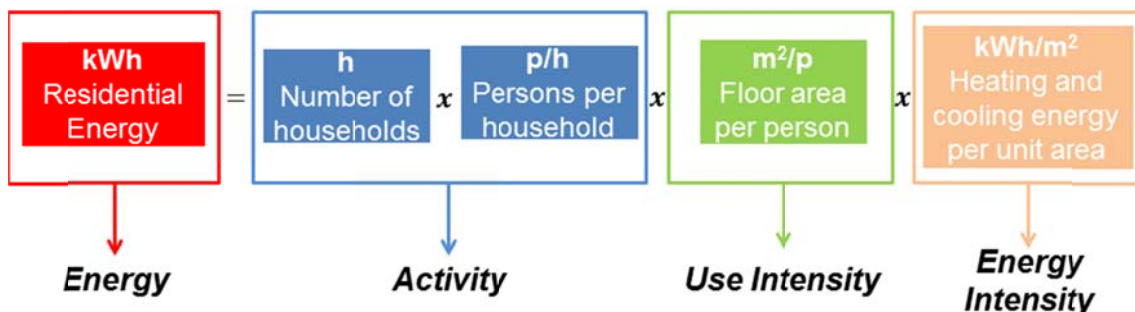 kWh
Residential
Energy
=
h
Number of
households
x
p/h
Persons per
household
x
m²/p
Floor area
per person
x
kWh/m²
Heating and
cooling energy
per unit area
Energy
Activity
Use Intensity
Energy
Intensity